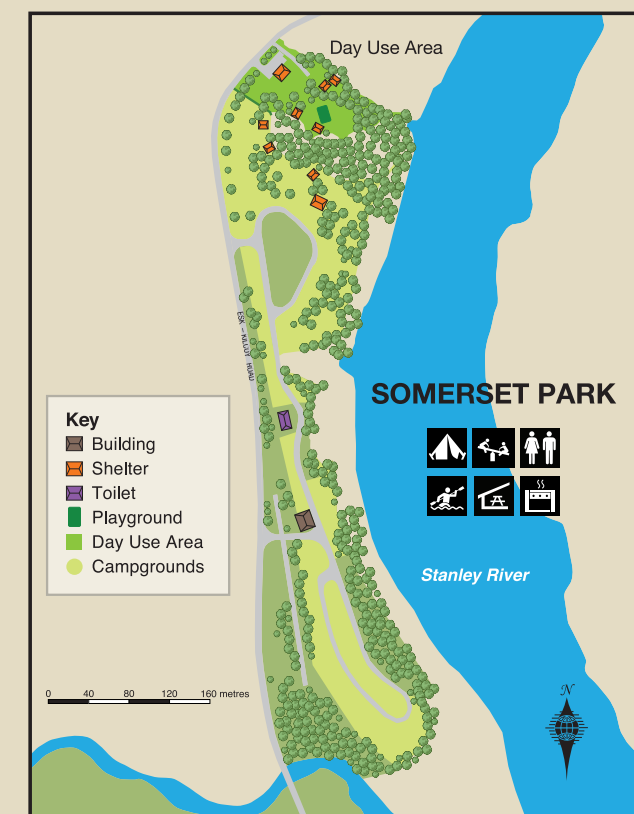 Day Use Area
ESK - KILCOY ROAD
SOMERSET PARK
Key
Building
Shelter
Toilet
Playground
Day Use Area
Campgrounds
Stanley River
0 40 80 120 160 metres
N